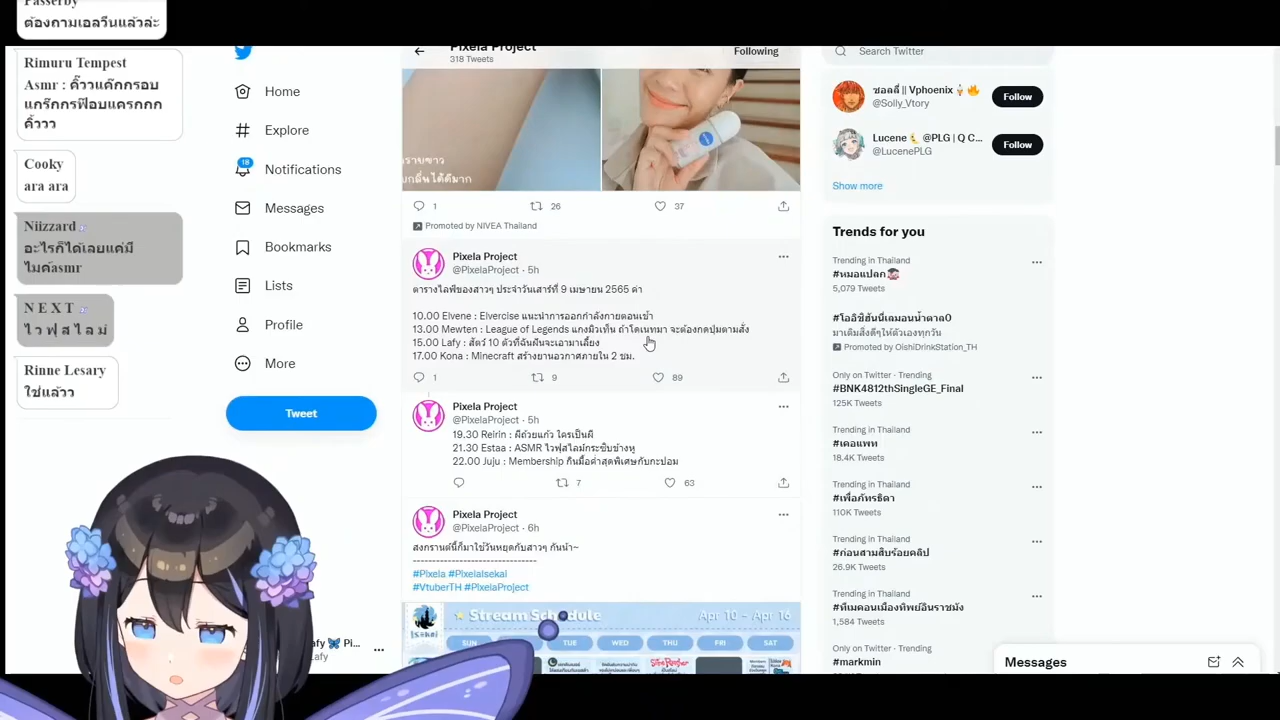 Passerby
ต้องกามเอลวีนแล้วล่ะ
Rimuru Tempest
Asmr : คิ๊ววแด๊กกรอบ
แกร๊กกรฟ๊อบแครกกก
คิ้ววว
Cooky
ara ara
Niizzard
อะไรก็ได้เลยแค่มี
ไมค์asmr
N E X T
ไ ว ฟุ ส ไ ล ม์
Rinne Lesary
ใช่แล้วว
Home
Explore
18
Notifications
Messages
Bookmarks
Lists
Profile
More
Tweet
Pixela Project
318 Tweets
Following
1
26
37
Promoted by NIVEA Thailand
Pixela Project
@PixelaProject · 5h
ตารางไลฟ์ของสาวๆ ประจำวันเสาร์ที่ 9 เมษายน 2565 ค่า
10.00 Elvene : Elvercise แนะนำการออกกำลังกายตอนเช้า
13.00 Mewten : League of Legends แกงมิวเท็น ถ้าโดเนทมา จะต้องกดปุ่มตามสั่ง
15.00 Lafy : สัตว์ 10 ตัวที่ฉันฝันจะเอามาเลี้ยง
17.00 Kona : Minecraft สร้างยานอวกาศภายใน 2 ชม.
1
9
89
Pixela Project
@PixelaProject · 5h
19.30 Reirin : ผีถ้วยแก้ว ใครเป็นผี
21.30 Estaa : ASMR ไวฟุสไลม์กระซิบข้างหู
22.00 Juju : Membership กินมื้อค่ำสุดพิเศษกับกะปอม
7
63
Pixela Project
@PixelaProject · 6h
สงกรานต์นี้ก็มาใช้วันหยุดกับสาวๆ กันน้า~
--------------------------------
#Pixela #PixelaIsekai
#VtuberTH #PixelaProject
Stream Schedule
Apr 10 - Apr 16
SUN
TUE
WED
THU
FRI
SAT
Search Twitter
ซอลลี่ || Vphoenix
@Solly_Vtory
Follow
Lucene @PLG | Q C...
@LucenePLG
Follow
Show more
Trends for you
Trending in Thailand
#หมอแปลก
5,079 Tweets
#โออิชิฮันนี่เลมอนน้ำตาล0
มาเติมสิ่งดีๆให้ตัวเองทุกวัน
Promoted by OishiDrinkStation_TH
Only on Twitter · Trending
#BNK4812thSingleGE_Final
125K Tweets
Trending in Thailand
#เคอแพท
18.4K Tweets
Trending in Thailand
#เพื่อภัทรธิดา
110K Tweets
Trending in Thailand
#ก่อนสามสิบร้อยคลิป
26.9K Tweets
Trending in Thailand
#ทีมคอนเมืองทิพย์อินราชมัง
1,584 Tweets
Only on Twitter · Trending
#markmin
Messages